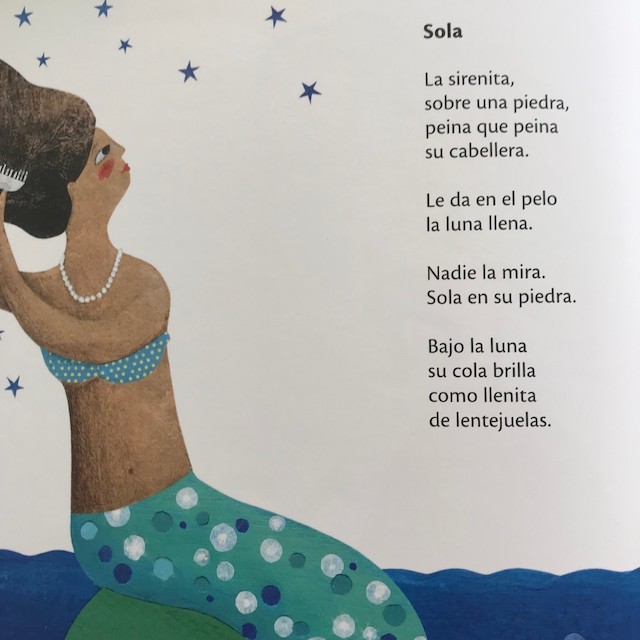 Sola
La sirenita,
sobre una piedra,
peina que peina
su cabellera.
Le da en el pelo
la luna llena.
Nadie la mira.
Sola en su piedra.
Bajo la luna
su cola brilla
como llenita
de lentejuelas.